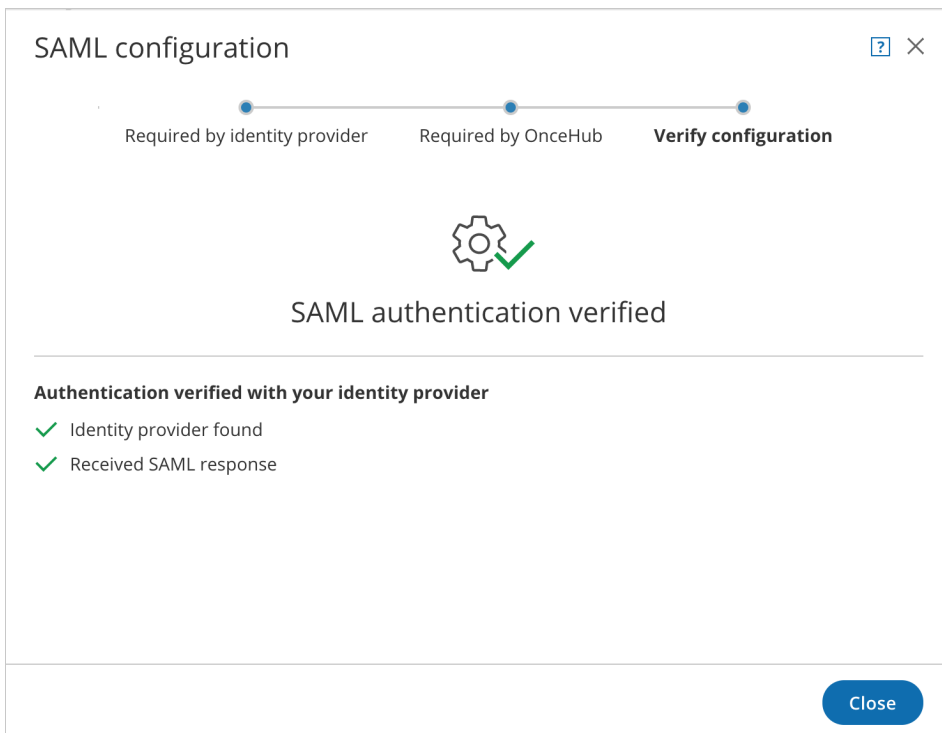 SAML configuration
?
Required by identity provider
Required by OnceHub
Verify configuration
SAML authentication verified
Authentication verified with your identity provider
Identity provider found
Received SAML response
Close